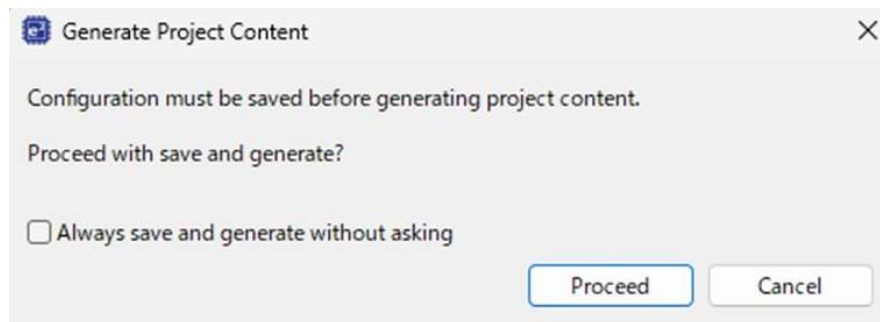 Generate Project Content
Configuration must be saved before generating project content.
Proceed with save and generate?
Always save and generate without asking
Proceed
Cancel